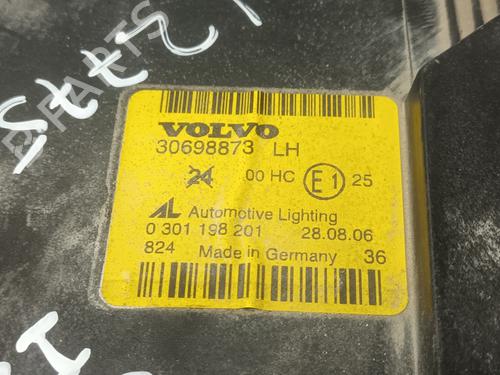 VOLVO
30698873 LH
24 00 HC E1 25
AL Automotive Lighting
0 301 198 201 28.08.06
824 Made in Germany 36
PARTS